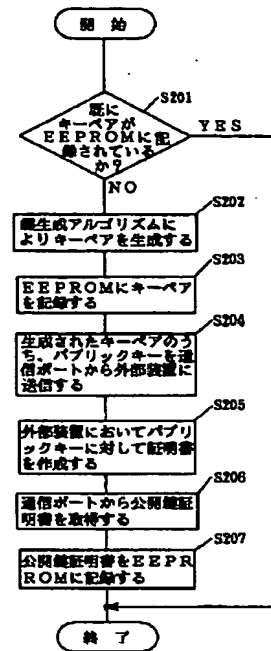 開 始
S201
既に
キーペアが
EEPROMに記
録されている
か?
YES
NO
S202
鍵生成アルゴリズムに
よりキーペアを生成する
S203
EEPROMにキーペア
を記録する
S204
生成されたキーペアのう
ち、パブリックキーを通
信ポートから外部装置に
送信する
S205
外部装置においてパブリ
ックキーに対して証明書
を作成する
S206
通信ポートから公開鍵証
明書を取得する
S207
公開鍵証明書をEEPR
ROMに記録する
終 了